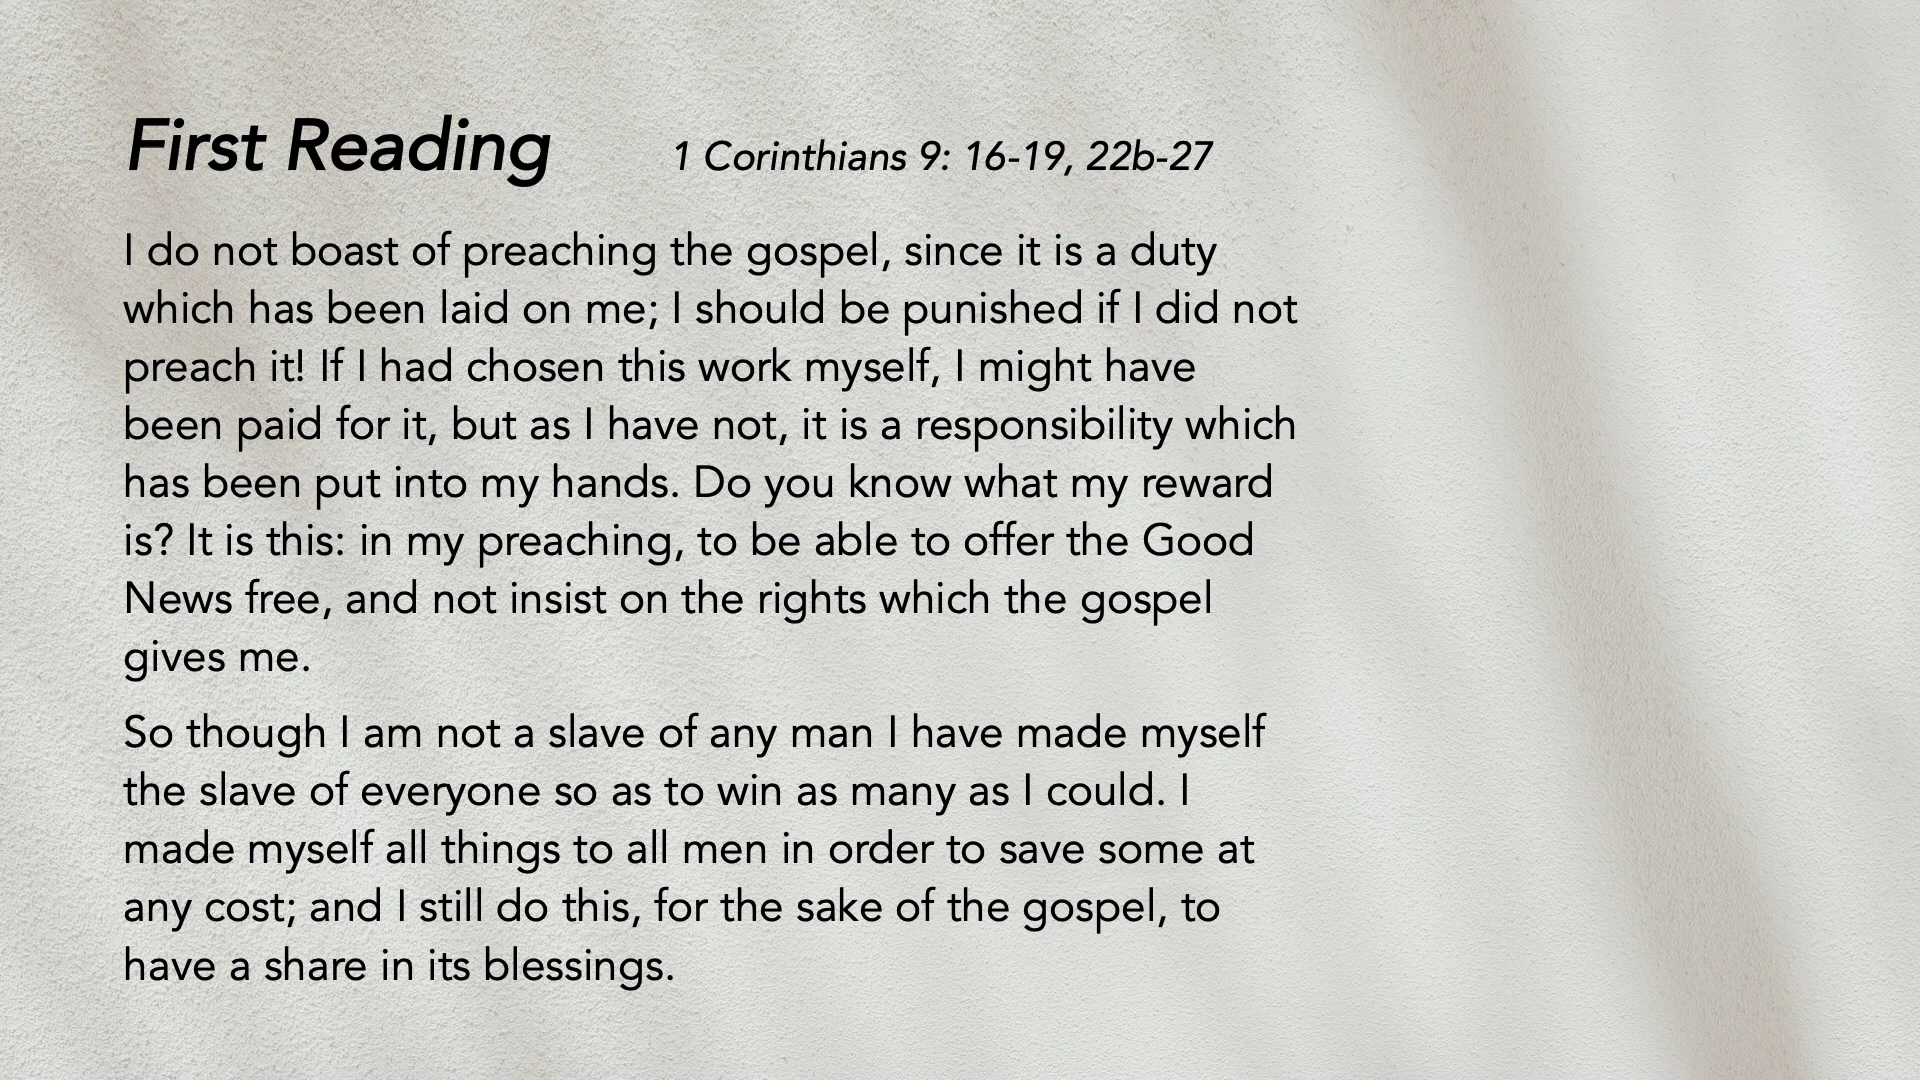 First Reading 1 Corinthians 9: 16-19, 22b-27
I do not boast of preaching the gospel, since it is a duty
which has been laid on me; I should be punished if I did not
preach it! If I had chosen this work myself, I might have
been paid for it, but as I have not, it is a responsibility which
has been put into my hands. Do you know what my reward
is? It is this: in my preaching, to be able to offer the Good
News free, and not insist on the rights which the gospel
gives me.
So though I am not a slave of any man I have made myself
the slave of everyone so as to win as many as I could. I
made myself all things to all men in order to save some at
any cost; and I still do this, for the sake of the gospel, to
have a share in its blessings.